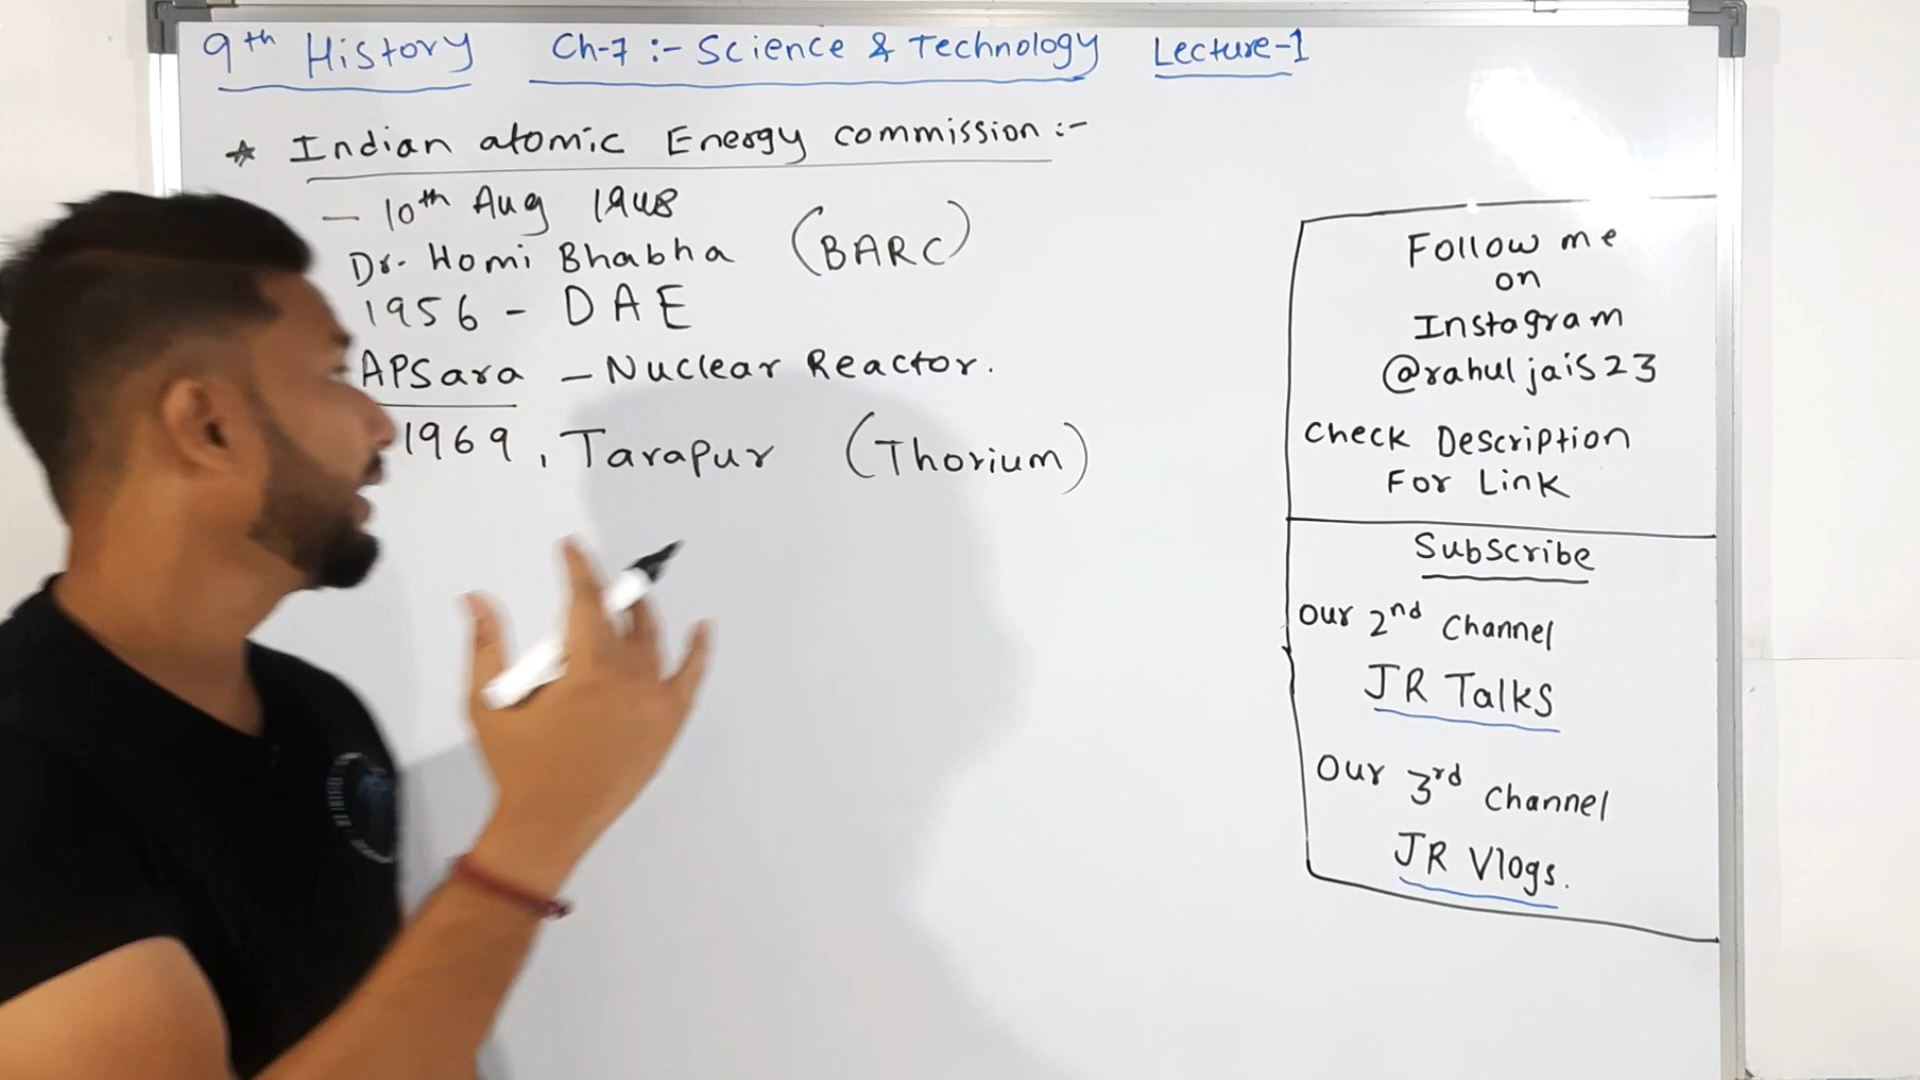 9th History Ch-7 :- Science & Technology Lecture-1
* Indian atomic Energy commission :-
- 10th Aug 1948
Dr. Homi Bhabha (BARC)
1956 - DAE
APSara - Nuclear Reactor.
1969, Tarapur (Thorium)
Follow me
on
Instagram
@rahuljais23
Check Description
For Link
Subscribe
Our 2nd Channel
JR Talks
Our 3rd Channel
JR Vlogs.